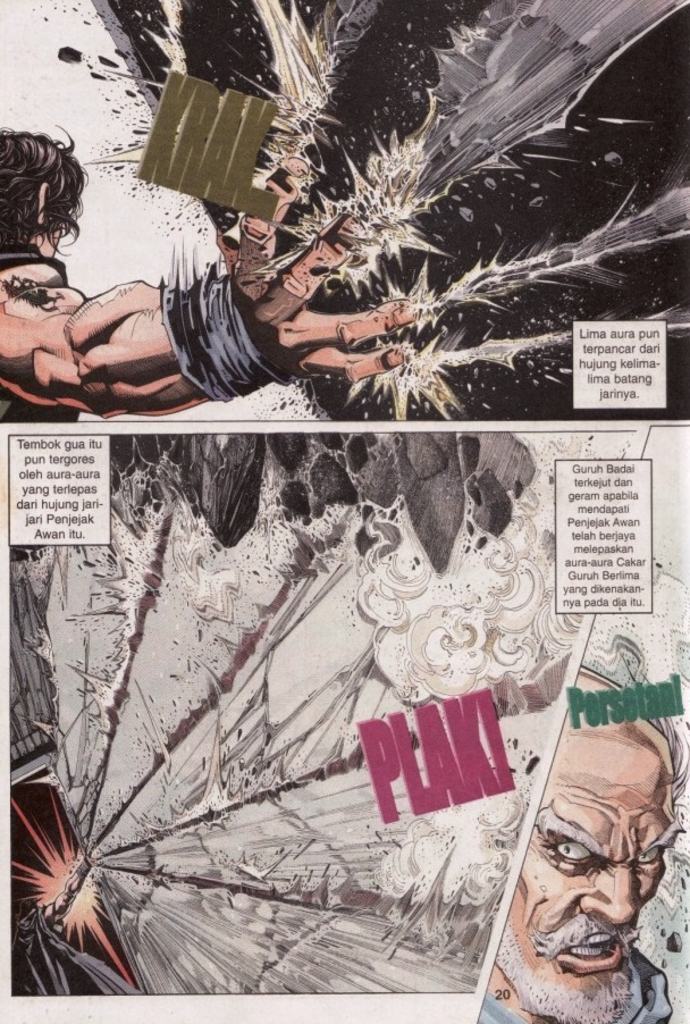 KRAK
Lima aura pun
terpancar dari
hujung kelima-
lima batang
jarinya.
Tembok gua itu
pun tergores
oleh aura-aura
yang terlepas
dari hujung jari-
jari Penjejak
Awan itu.
Guruh Badai
terkejut dan
geram apabila
mendapati
Penjejak Awan
telah berjaya
melepaskan
aura-aura Cakar
Guruh Berlima
yang dikenakan-
nya pada dia itu.
PLAK!
Persetan!
20